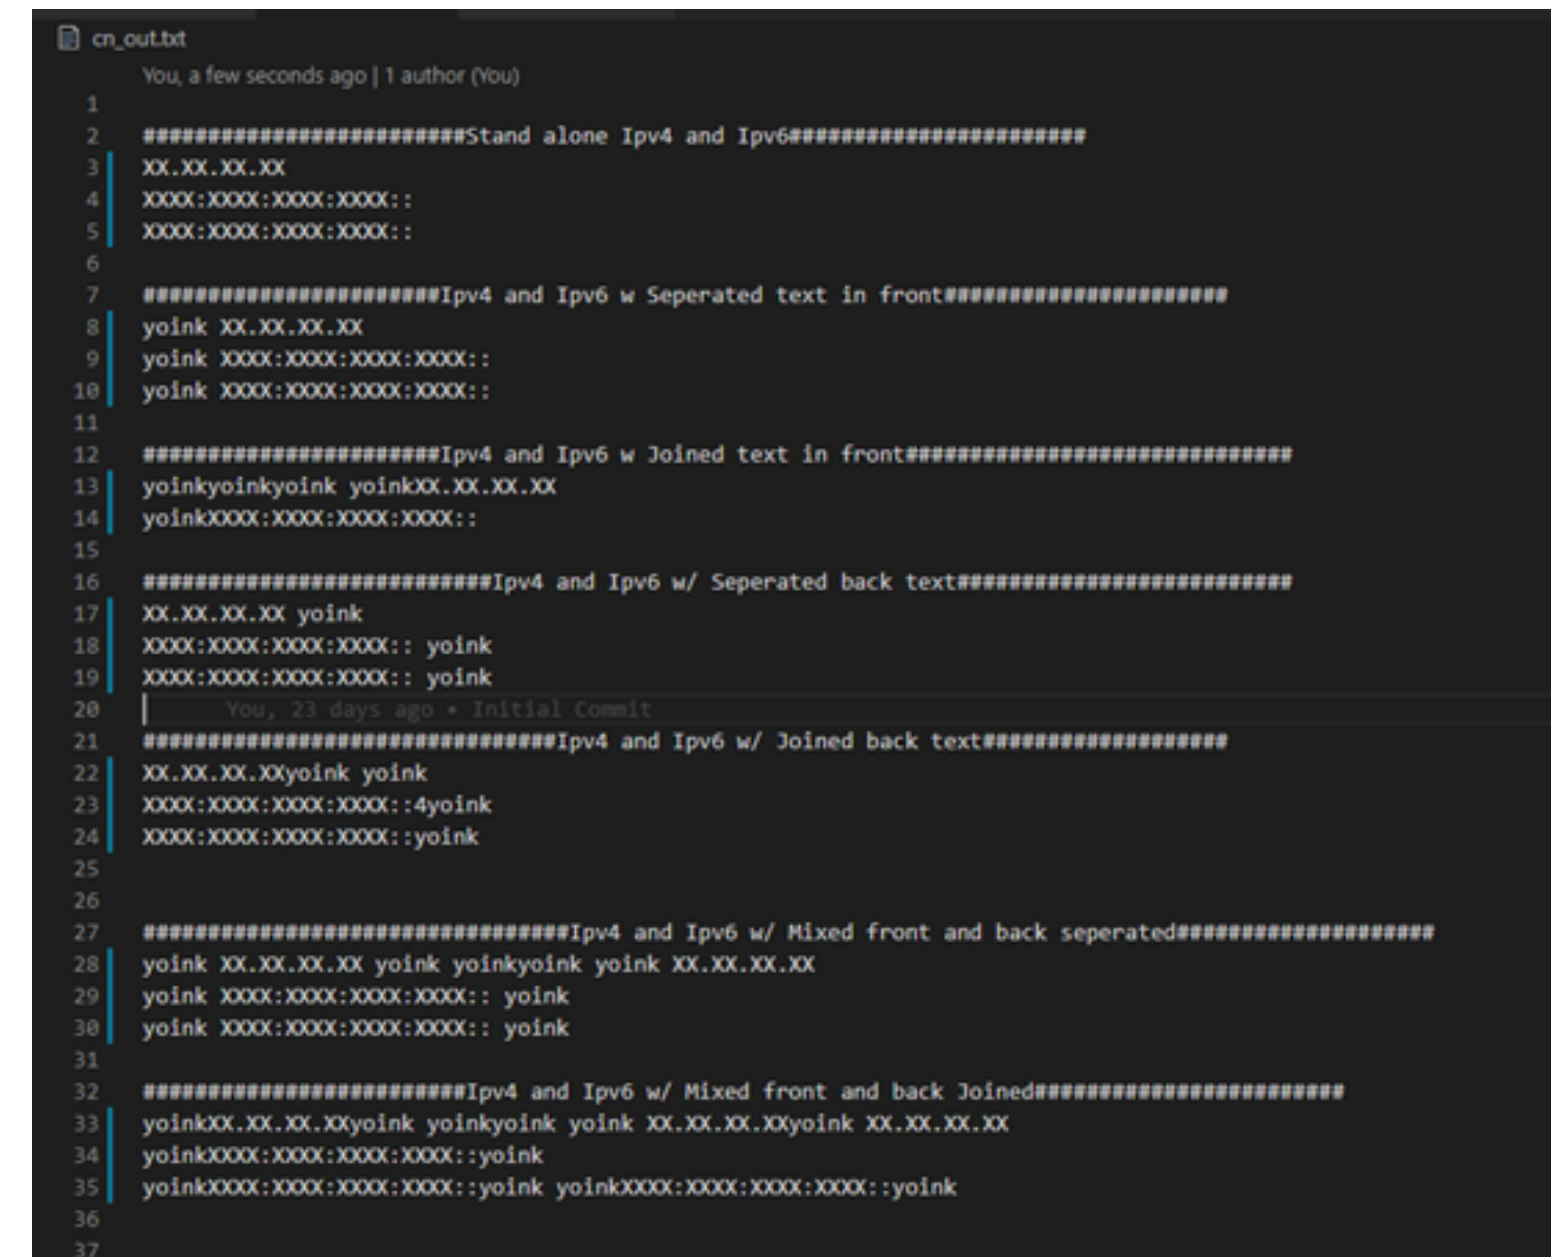 cn_out.txt
You, a few seconds ago | 1 author (You)
1
2 #########################Stand alone Ipv4 and Ipv6#######################
3 XX.XX.XX.XX
4 XXXX:XXXX:XXXX:XXXX::
5 XXXX:XXXX:XXXX:XXXX::
6
7 #######################Ipv4 and Ipv6 w Seperated text in front######################
8 yoink XX.XX.XX.XX
9 yoink XXXX:XXXX:XXXX:XXXX::
10 yoink XXXX:XXXX:XXXX:XXXX::
11
12 #######################Ipv4 and Ipv6 w Joined text in front##############################
13 yoinkyoinkyoink yoinkXX.XX.XX.XX
14 yoinkXXXX:XXXX:XXXX:XXXX::
15
16 ###########################Ipv4 and Ipv6 w/ Seperated back text##########################
17 XX.XX.XX.XX yoink
18 XXXX:XXXX:XXXX:XXXX:: yoink
19 XXXX:XXXX:XXXX:XXXX:: yoink
20 You, 23 days ago • Initial Commit
21 ################################Ipv4 and Ipv6 w/ Joined back text###################
22 XX.XX.XX.XXyoink yoink
23 XXXX:XXXX:XXXX:XXXX::4yoink
24 XXXX:XXXX:XXXX:XXXX::yoink
25
26
27 #################################Ipv4 and Ipv6 w/ Mixed front and back seperated####################
28 yoink XX.XX.XX.XX yoink yoinkyoink yoink XX.XX.XX.XX
29 yoink XXXX:XXXX:XXXX:XXXX:: yoink
30 yoink XXXX:XXXX:XXXX:XXXX:: yoink
31
32 #########################Ipv4 and Ipv6 w/ Mixed front and back Joined########################
33 yoinkXX.XX.XX.XXyoink yoinkyoink yoink XX.XX.XX.XXyoink XX.XX.XX.XX
34 yoinkXXXX:XXXX:XXXX:XXXX::yoink
35 yoinkXXXX:XXXX:XXXX:XXXX::yoink yoinkXXXX:XXXX:XXXX:XXXX::yoink
36
37